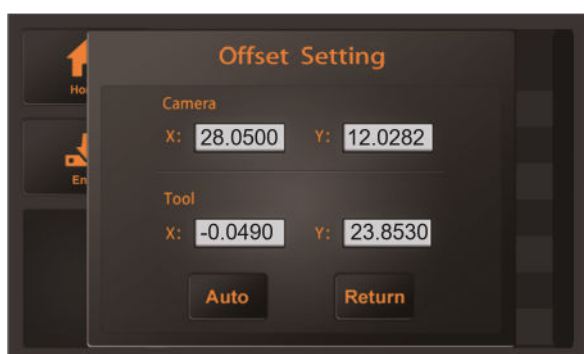 Offset Setting
Camera
X: 28.0500 Y: 12.0282
Tool
X: -0.0490 Y: 23.8530
Auto Return